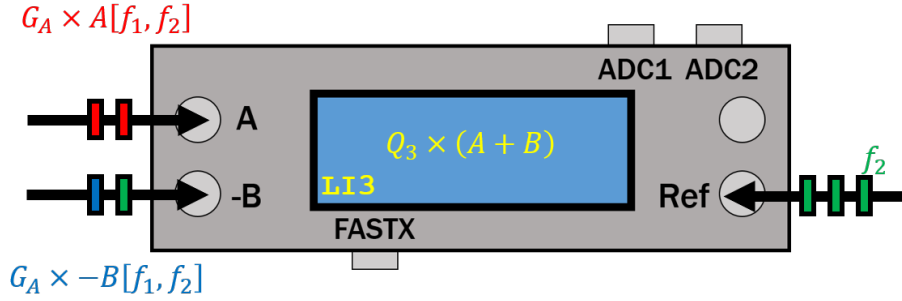 G_A × A[f_1, f_2]
ADC1 ADC2
A
Q_3 × (A + B)
f_2
LI3
-B
Ref
FASTX
G_A × −B[f_1, f_2]